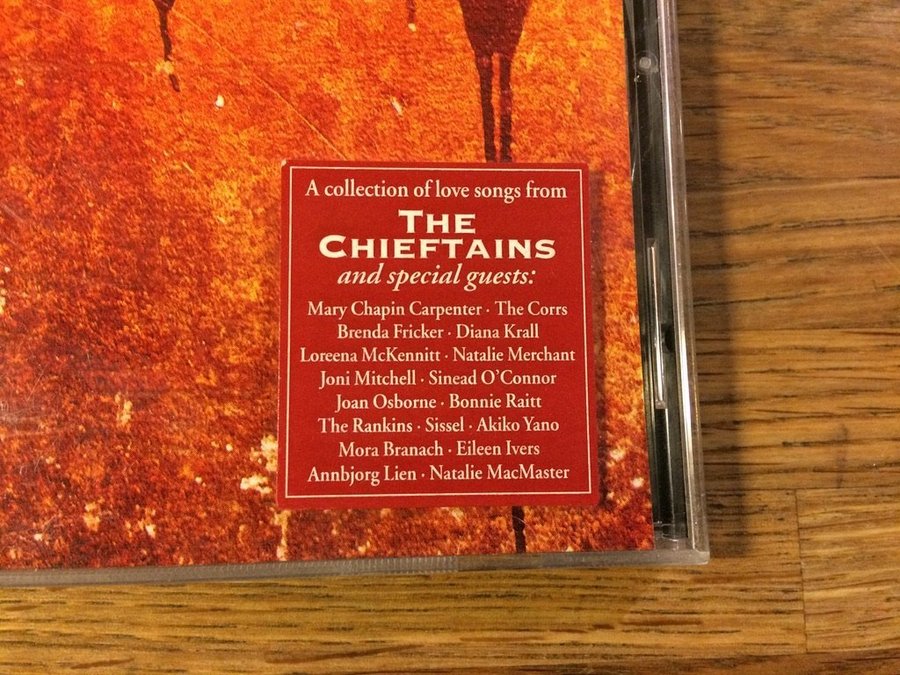 A collection of love songs from
THE
CHIEFTAINS
and special guests:
Mary Chapin Carpenter · The Corrs
Brenda Fricker · Diana Krall
Loreena McKennitt · Natalie Merchant
Joni Mitchell · Sinead O'Connor
Joan Osborne · Bonnie Raitt
The Rankins · Sissel · Akiko Yano
Mora Branach · Eileen Ivers
Annbjorg Lien · Natalie MacMaster